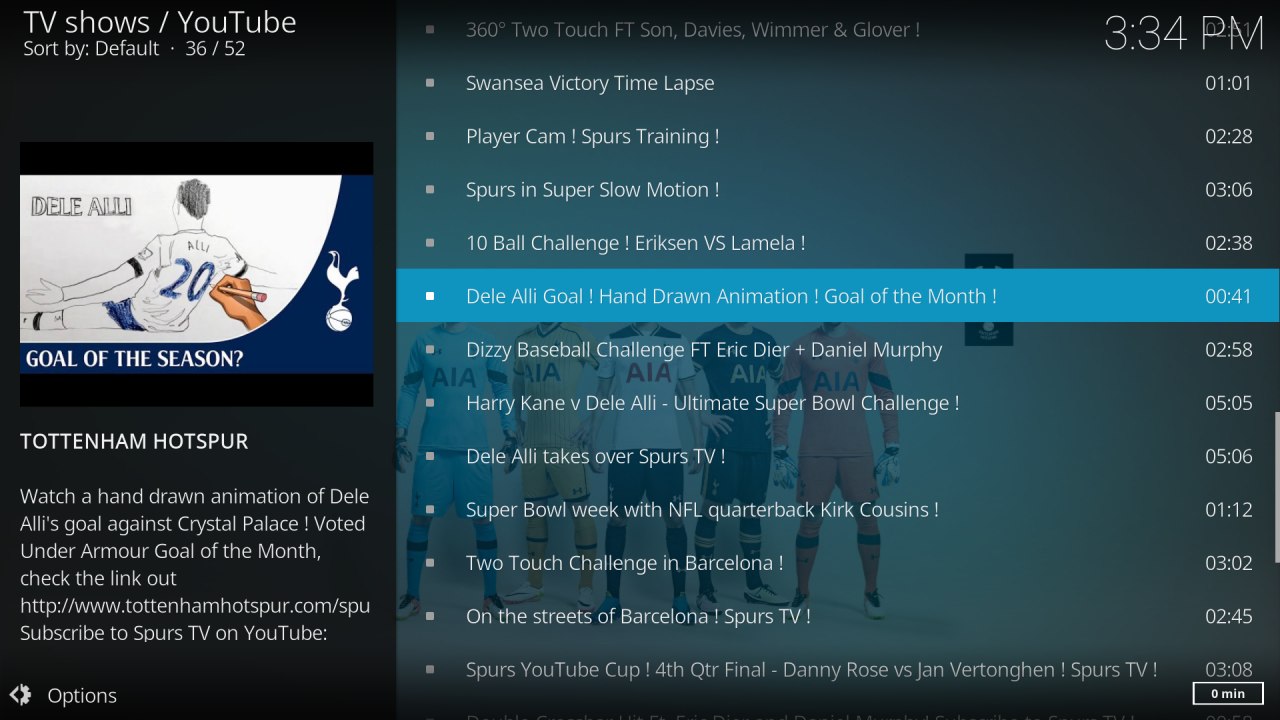 TV shows / YouTube
Sort by: Default · 36 / 52
3:34 PM
DELE ALLI
ALLI
20
GOAL OF THE SEASON?
TOTTENHAM HOTSPUR
Watch a hand drawn animation of Dele
Alli's goal against Crystal Palace ! Voted
Under Armour Goal of the Month,
check the link out
http://www.tottenhamhotspur.com/spu
Subscribe to Spurs TV on YouTube:
Options
360° Two Touch FT Son, Davies, Wimmer & Glover ! 02:51
Swansea Victory Time Lapse 01:01
Player Cam ! Spurs Training ! 02:28
Spurs in Super Slow Motion ! 03:06
10 Ball Challenge ! Eriksen VS Lamela ! 02:38
Dele Alli Goal ! Hand Drawn Animation ! Goal of the Month ! 00:41
Dizzy Baseball Challenge FT Eric Dier + Daniel Murphy 02:58
AIA AIA AIA AIA AIA
Harry Kane v Dele Alli - Ultimate Super Bowl Challenge ! 05:05
Dele Alli takes over Spurs TV ! 05:06
Super Bowl week with NFL quarterback Kirk Cousins ! 01:12
Two Touch Challenge in Barcelona ! 03:02
On the streets of Barcelona ! Spurs TV ! 02:45
Spurs YouTube Cup ! 4th Qtr Final - Danny Rose vs Jan Vertonghen ! Spurs TV ! 03:08
0 min